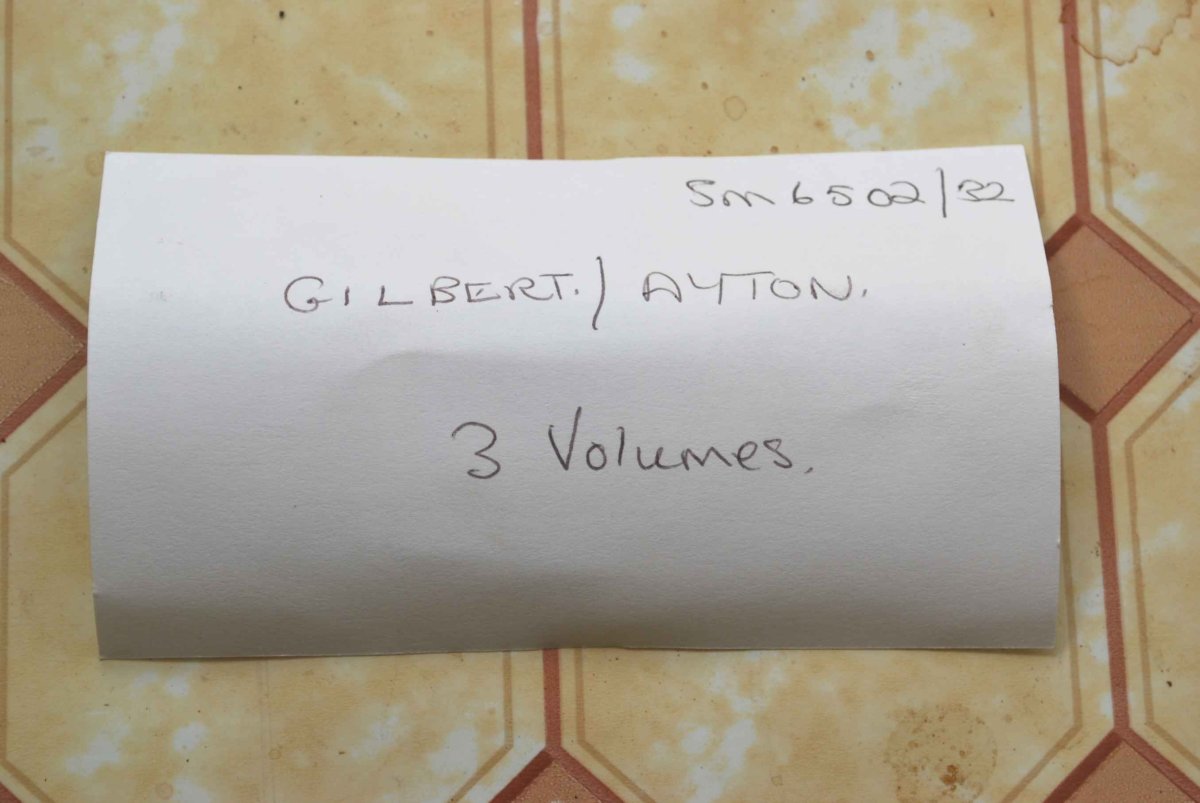 Sm6502/32
GILBERT./AYTON.
3 Volumes.